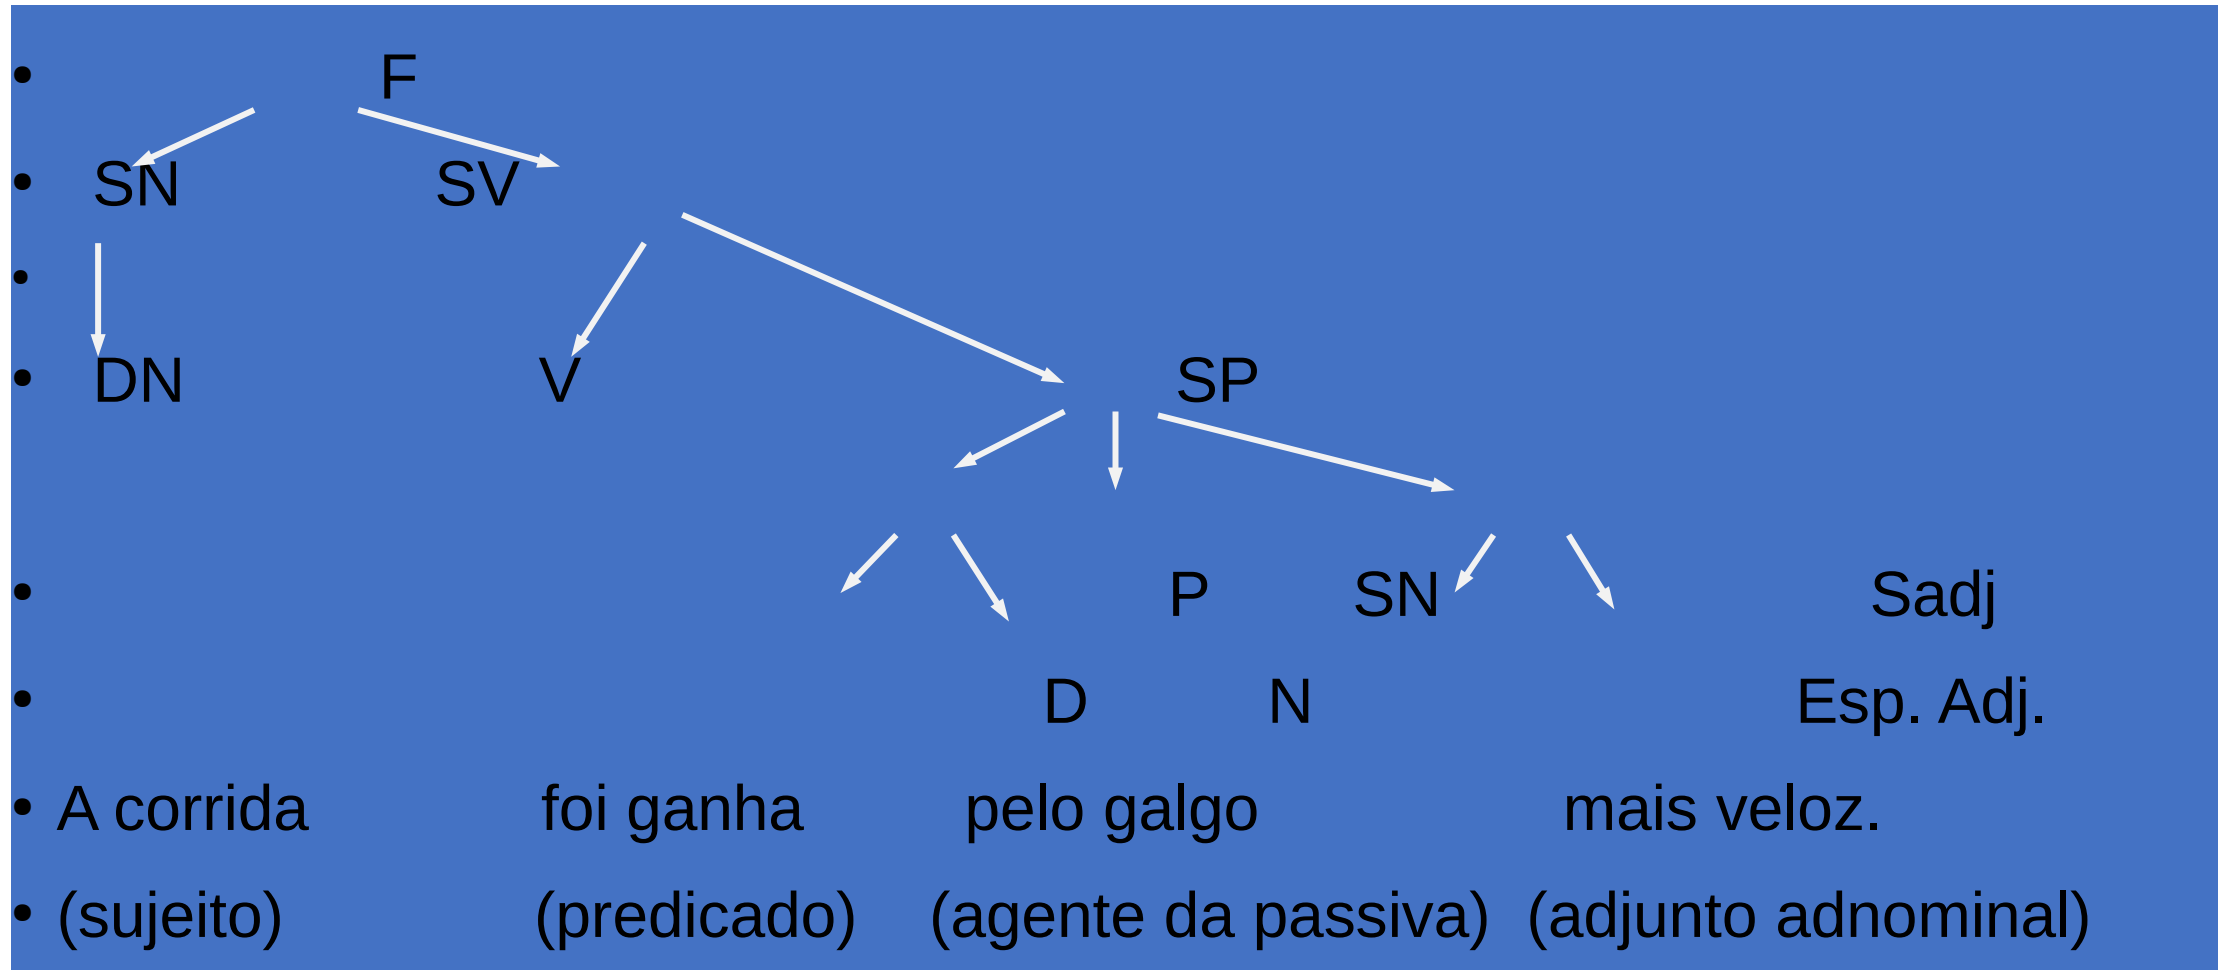 • F
• SN SV
•
• DN V SP
• P SN Sadj
• D N Esp. Adj.
• A corrida foi ganha pelo galgo mais veloz.
• (sujeito) (predicado) (agente da passiva) (adjunto adnominal)